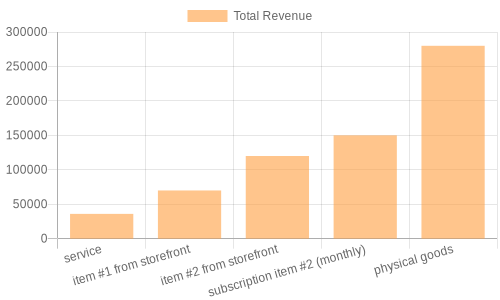 Total Revenue
300000
250000
200000
150000
100000
50000
0
service
item #1 from storefront
item #2 from storefront
subscription item #2 (monthly)
physical goods